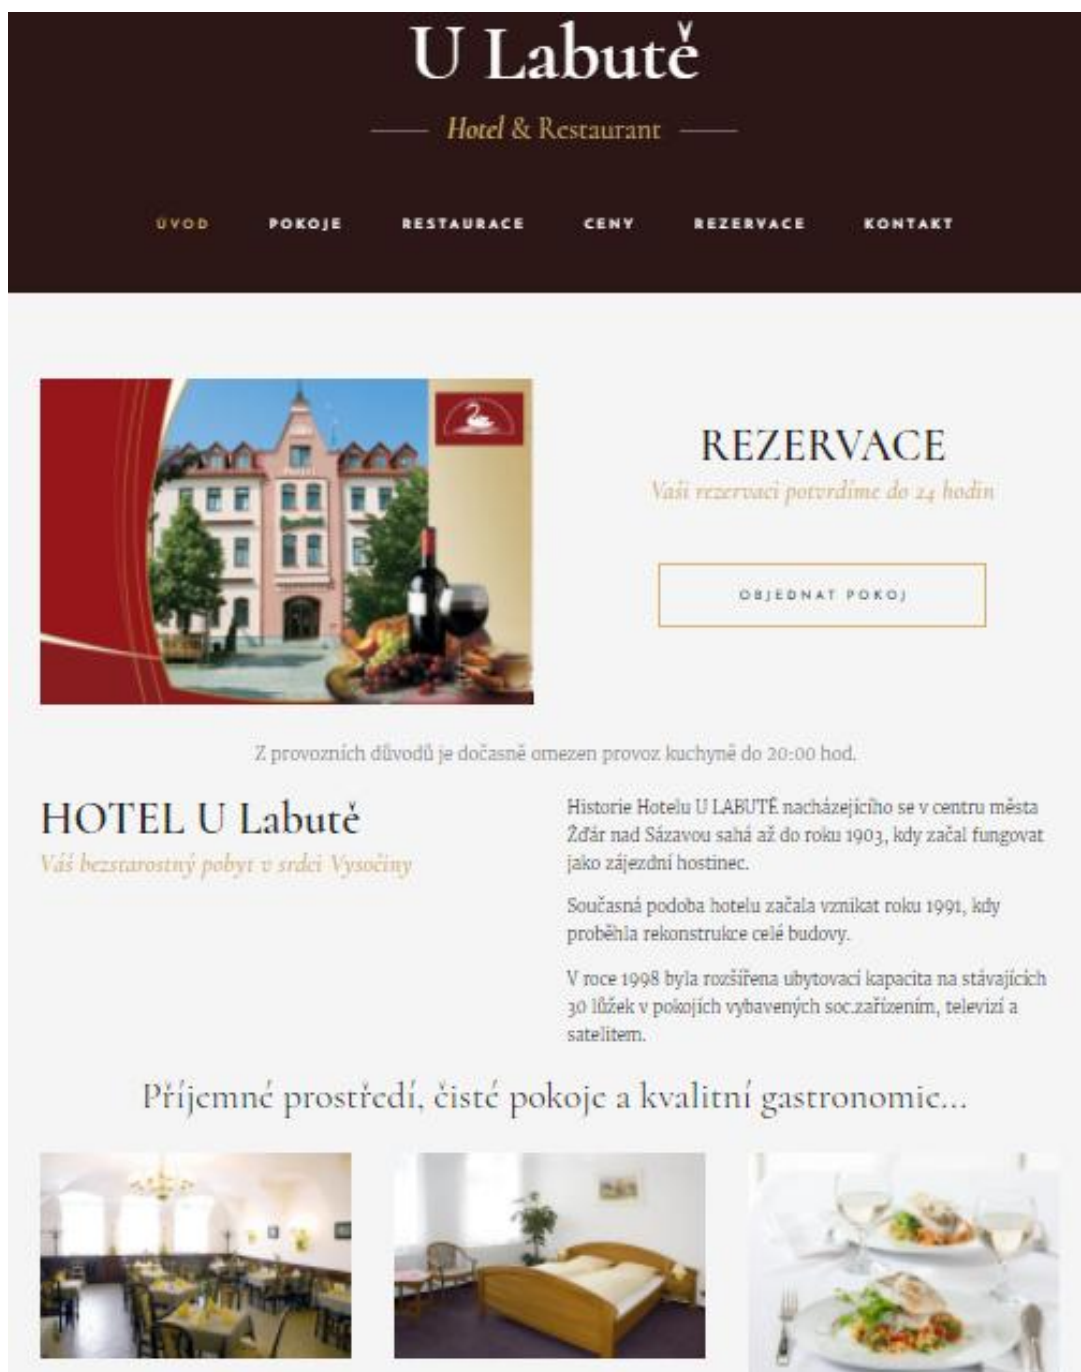 U Labutě
Hotel & Restaurant
ÚVOD POKOJE RESTAURACE CENY REZERVACE KONTAKT
REZERVACE
Vaši rezervaci potvrdíme do 24 hodin
OBJEDNAT POKOJ
Z provozních důvodů je dočasně omezen provoz kuchyně do 20:00 hod.
HOTEL U Labutě
Váš bezstarostný pobyt v srdci Vysočiny
Historie Hotelu U LABUTĚ nacházejícího se v centru města
Žďár nad Sázavou sahá až do roku 1903, kdy začal fungovat
jako zájezdní hostinec.
Současná podoba hotelu začala vznikat roku 1991, kdy
proběhla rekonstrukce celé budovy.
V roce 1998 byla rozšířena ubytovací kapacita na stávajících
30 lůžek v pokojích vybavených soc.zařízením, televizí a
satelitem.
Příjemné prostředí, čisté pokoje a kvalitní gastronomie...